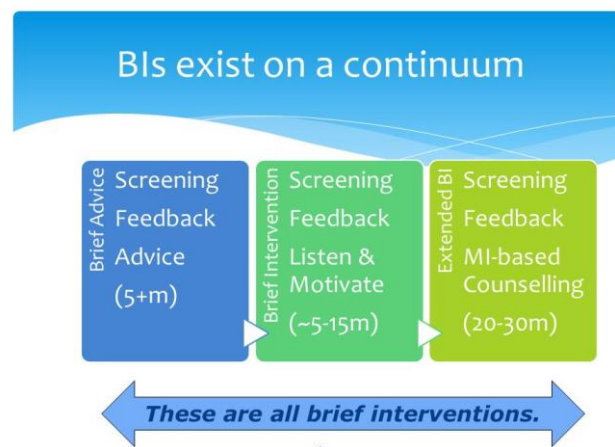 BIs exist on a continuum
Brief Advice
Screening
Feedback
Advice
(5+m)
Brief Intervention
Screening
Feedback
Listen &
Motivate
(~5-15m)
Extended BI
Screening
Feedback
MI-based
Counselling
(20-30m)
These are all brief interventions.